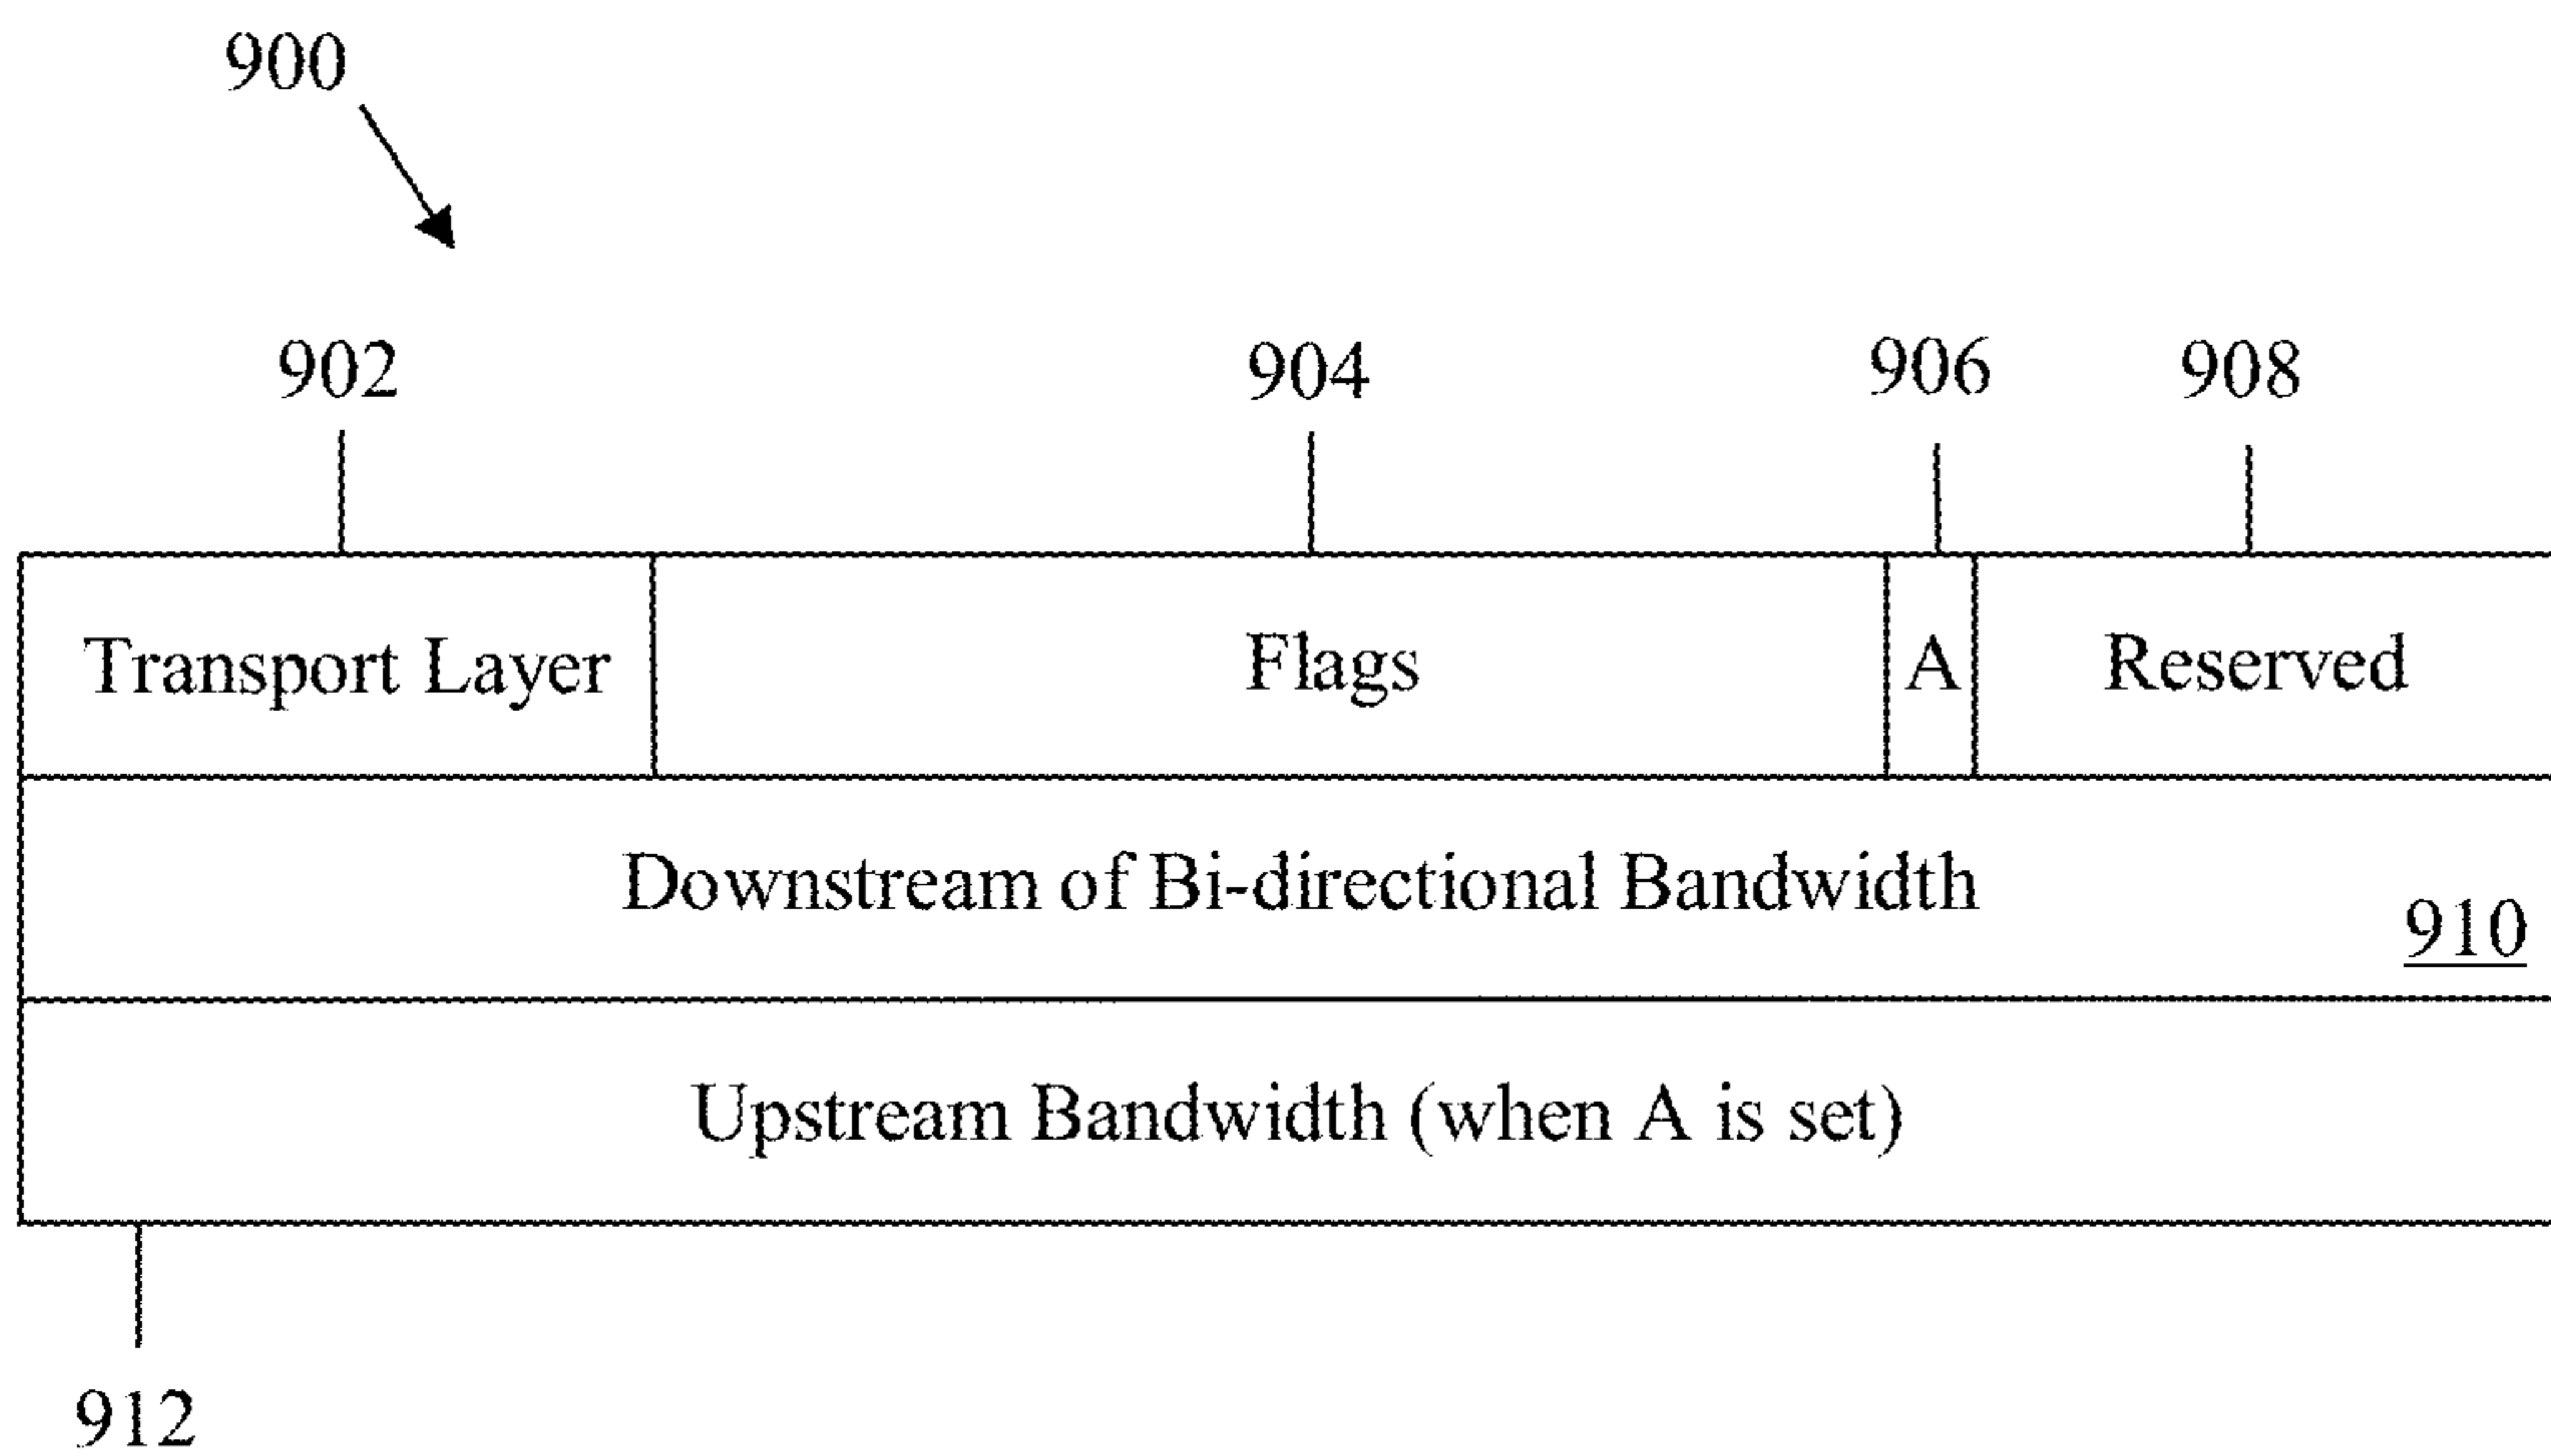 900
902 904 906 908
Transport Layer Flags A Reserved
Downstream of Bi-directional Bandwidth
910
Upstream Bandwidth (when A is set)
912